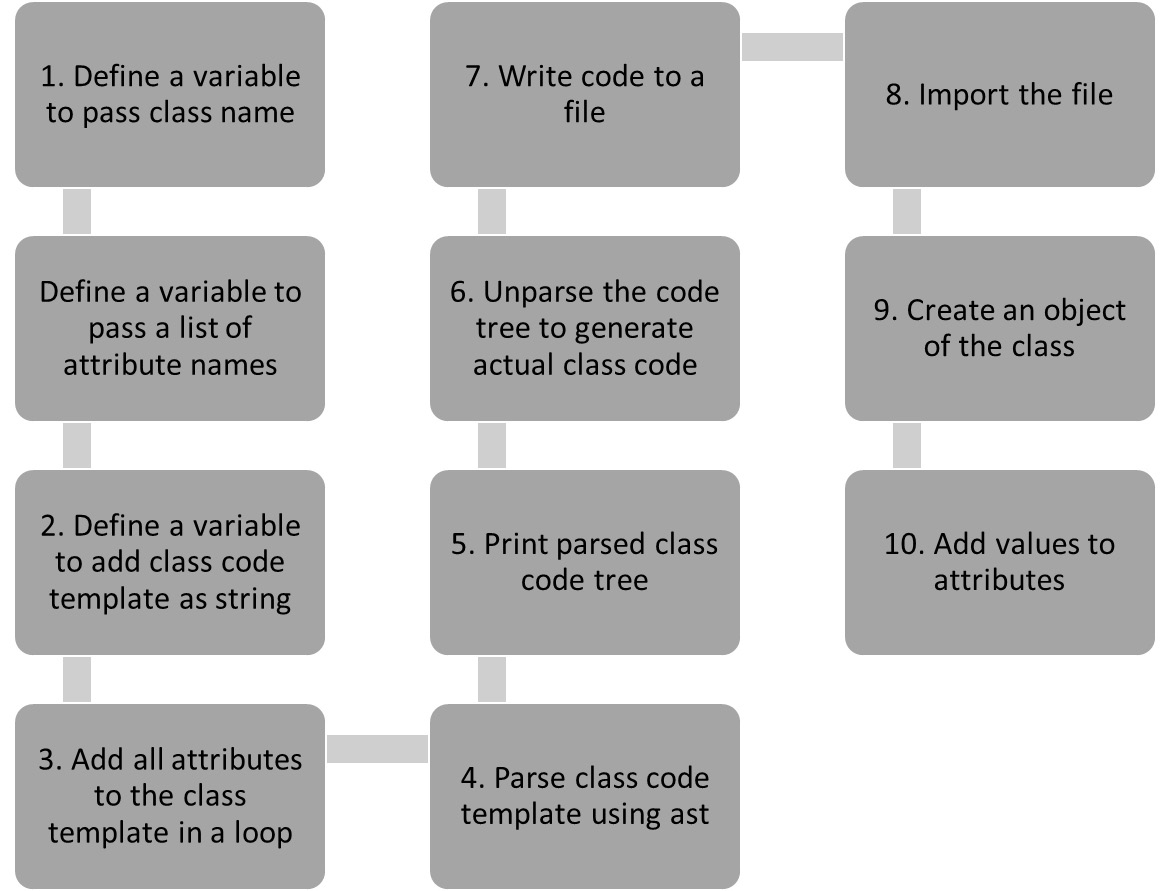 1. Define a variable
to pass class name
Define a variable to
pass a list of
attribute names
2. Define a variable
to add class code
template as string
3. Add all attributes
to the class
template in a loop
4. Parse class code
template using ast
5. Print parsed class
code tree
6. Unparse the code
tree to generate
actual class code
7. Write code to a
file
8. Import the file
9. Create an object
of the class
10. Add values to
attributes